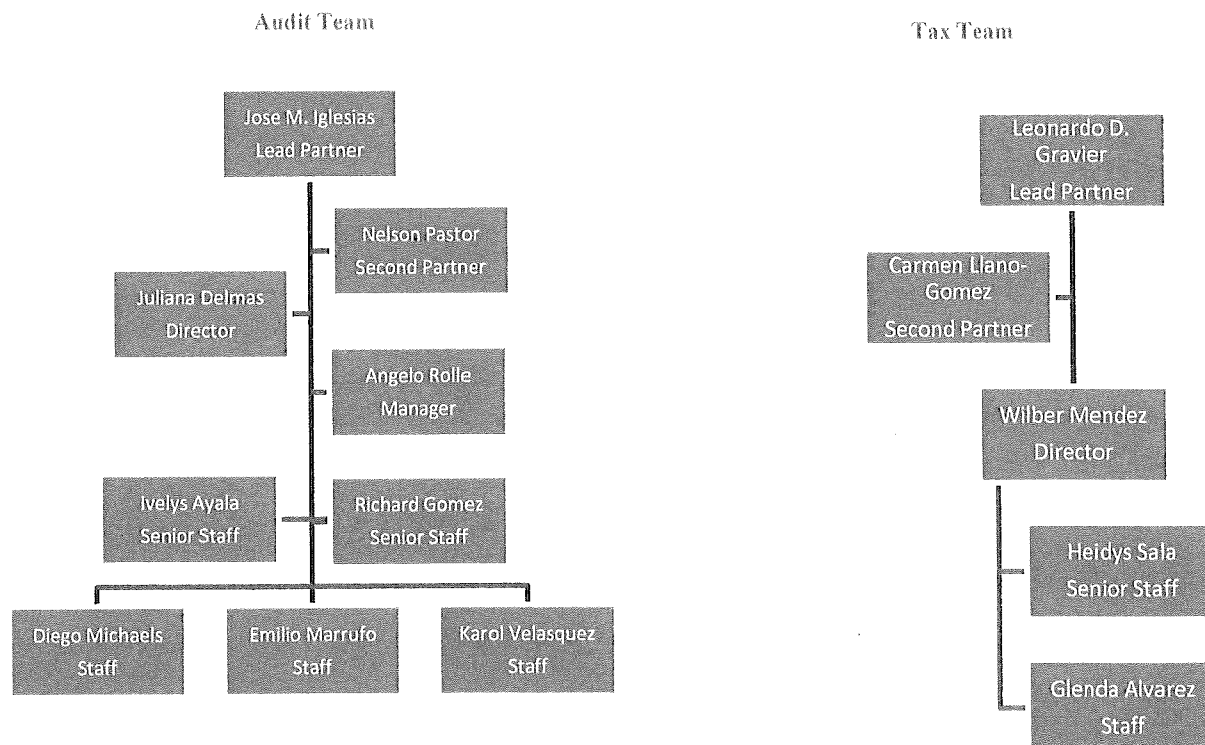 Audit Team
Jose M. Iglesias
Lead Partner
Nelson Pastor
Second Partner
Juliana Delmas
Director
Angelo Rolle
Manager
Ivelys Ayala
Senior Staff
Richard Gomez
Senior Staff
Diego Michaels
Staff
Emilio Marrufo
Staff
Karol Velasquez
Staff
Tax Team
Leonardo D.
Gravier
Lead Partner
Carmen Llano-
Gomez
Second Partner
Wilber Mendez
Director
Heidys Sala
Senior Staff
Glenda Alvarez
Staff